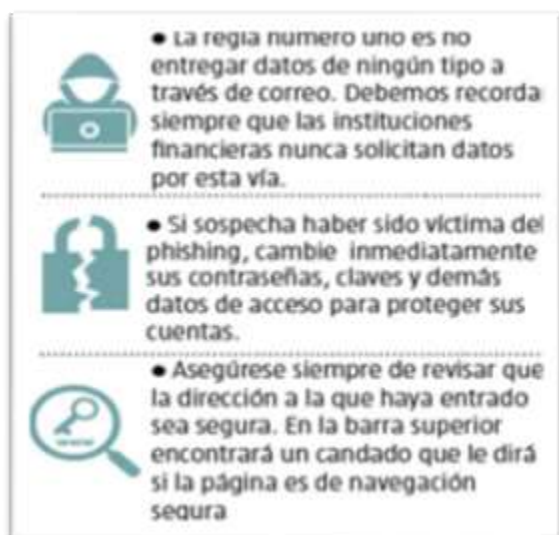 ● La regla número uno es no
entregar datos de ningún tipo a
través de correo. Debemos recorda
siempre que las instituciones
financieras nunca solicitan datos
por esta vía.
● Si sospecha haber sido víctima del
phishing, cambie inmediatamente
sus contraseñas, claves y demás
datos de acceso para proteger sus
cuentas.
● Asegúrese siempre de revisar que
la dirección a la que haya entrado
sea segura. En la barra superior
encontrará un candado que le dirá
si la página es de navegación
segura